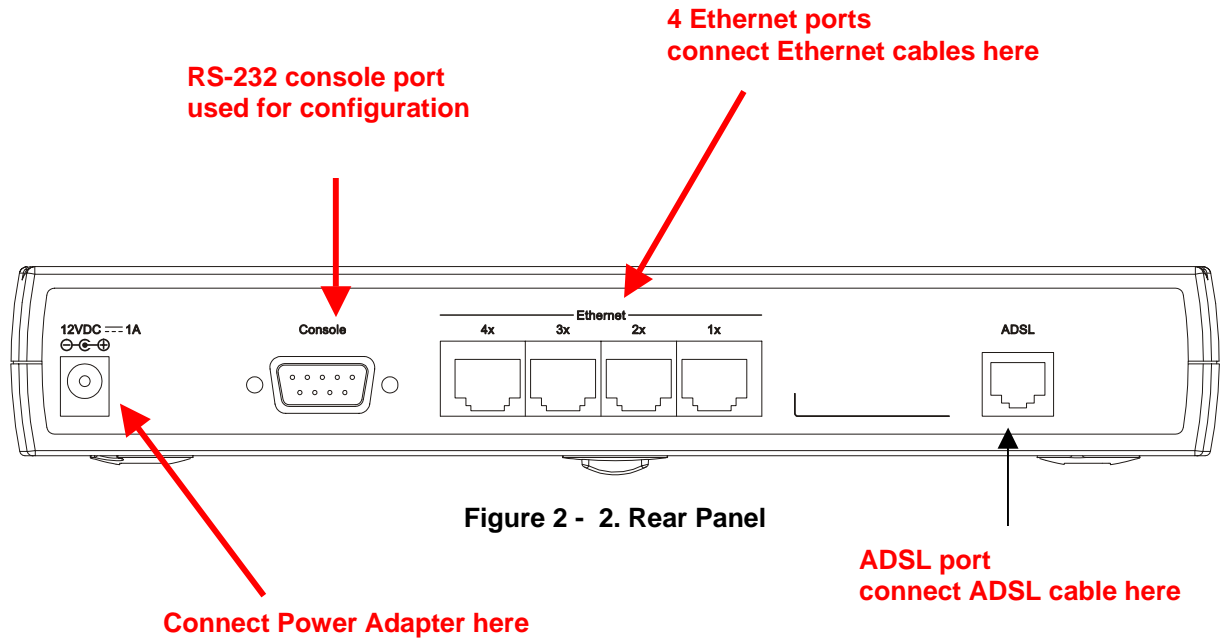 4 Ethernet ports
connect Ethernet cables here
RS-232 console port
used for configuration
12VDC ⎓ 1A
Console
Ethernet
4x 3x 2x 1x
ADSL
Figure 2 - 2. Rear Panel
ADSL port
connect ADSL cable here
Connect Power Adapter here